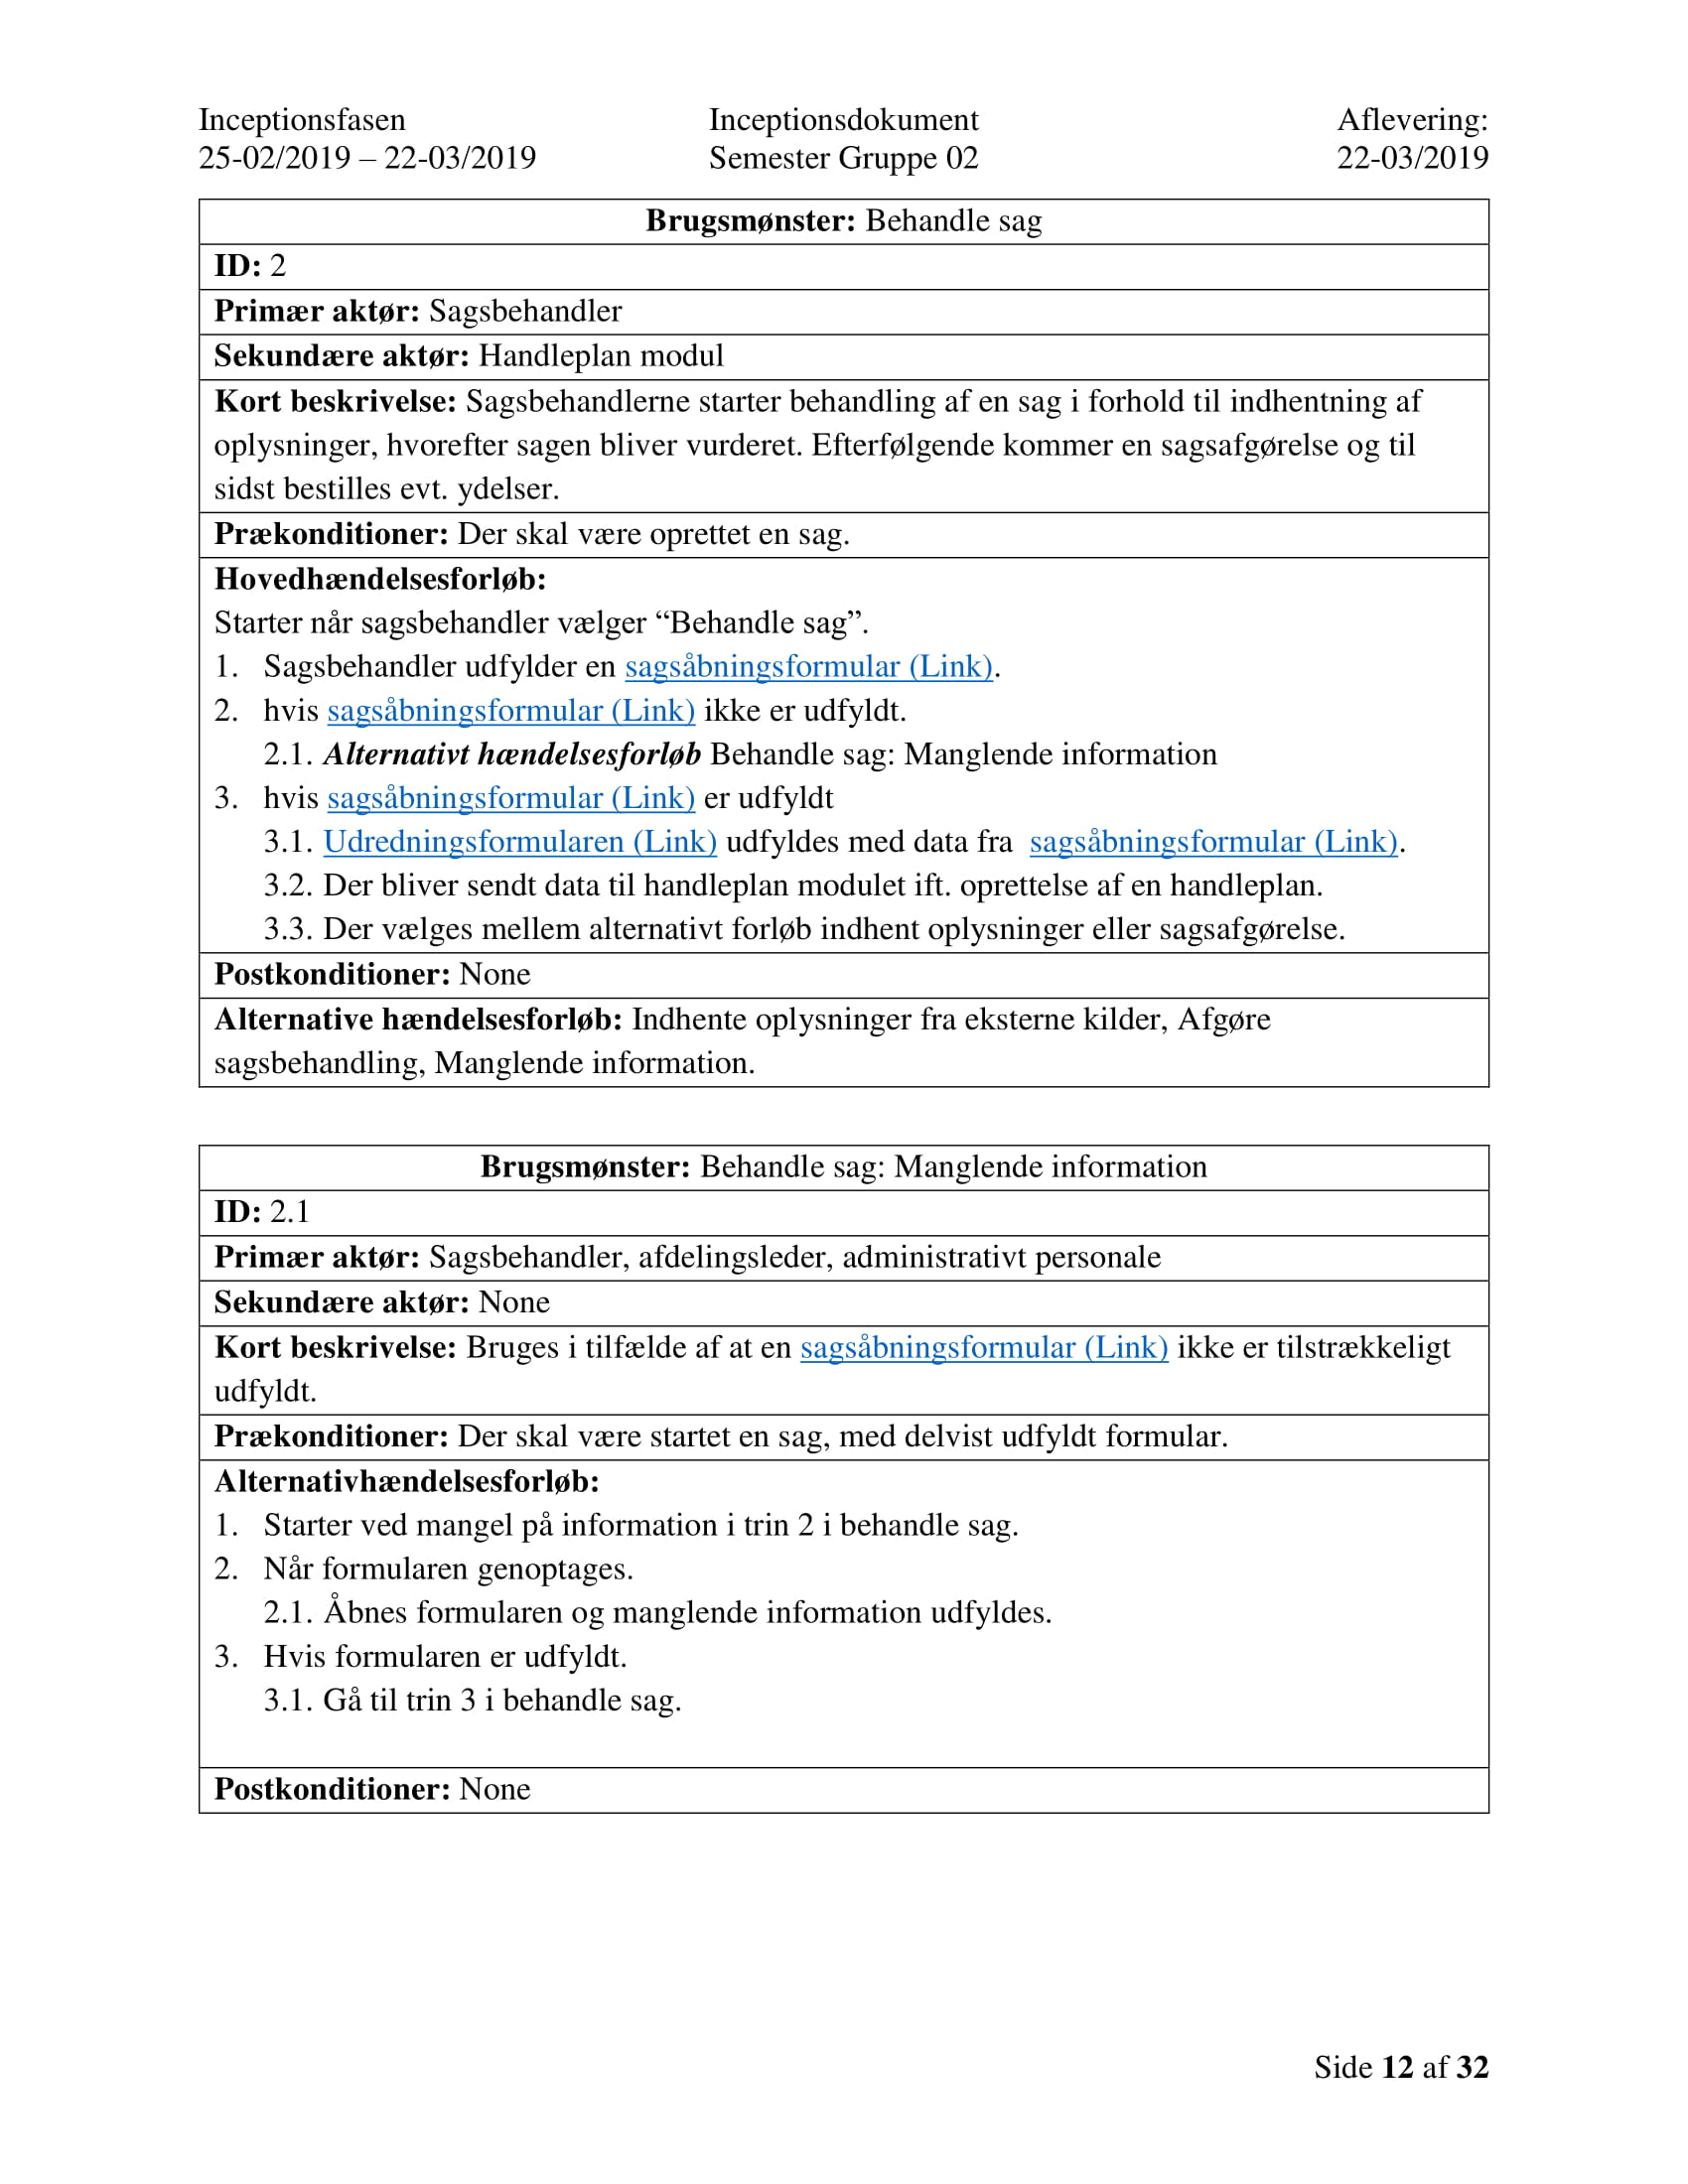 Inceptionsfasen Inceptionsdokument Aflevering:
25-02/2019 – 22-03/2019 Semester Gruppe 02 22-03/2019
Brugsmønster: Behandle sag
ID: 2
Primær aktør: Sagsbehandler
Sekundære aktør: Handleplan modul
Kort beskrivelse: Sagsbehandlerne starter behandling af en sag i forhold til indhentning af
oplysninger, hvorefter sagen bliver vurderet. Efterfølgende kommer en sagsafgørelse og til
sidst bestilles evt. ydelser.
Prækonditioner: Der skal være oprettet en sag.
Hovedhændelsesforløb:
Starter når sagsbehandler vælger “Behandle sag”.
1. Sagsbehandler udfylder en sagsåbningsformular (Link).
2. hvis sagsåbningsformular (Link) ikke er udfyldt.
2.1. Alternativt hændelsesforløb Behandle sag: Manglende information
3. hvis sagsåbningsformular (Link) er udfyldt
3.1. Udredningsformularen (Link) udfyldes med data fra  sagsåbningsformular (Link).
3.2. Der bliver sendt data til handleplan modulet ift. oprettelse af en handleplan.
3.3. Der vælges mellem alternativt forløb indhent oplysninger eller sagsafgørelse.
Postkonditioner: None
Alternative hændelsesforløb: Indhente oplysninger fra eksterne kilder, Afgøre
sagsbehandling, Manglende information.
Brugsmønster: Behandle sag: Manglende information
ID: 2.1
Primær aktør: Sagsbehandler, afdelingsleder, administrativt personale
Sekundære aktør: None
Kort beskrivelse: Bruges i tilfælde af at en sagsåbningsformular (Link) ikke er tilstrækkeligt
udfyldt.
Prækonditioner: Der skal være startet en sag, med delvist udfyldt formular.
Alternativhændelsesforløb:
1. Starter ved mangel på information i trin 2 i behandle sag.
2. Når formularen genoptages.
2.1. Åbnes formularen og manglende information udfyldes.
3. Hvis formularen er udfyldt.
3.1. Gå til trin 3 i behandle sag.
Postkonditioner: None
Side 12 af 32